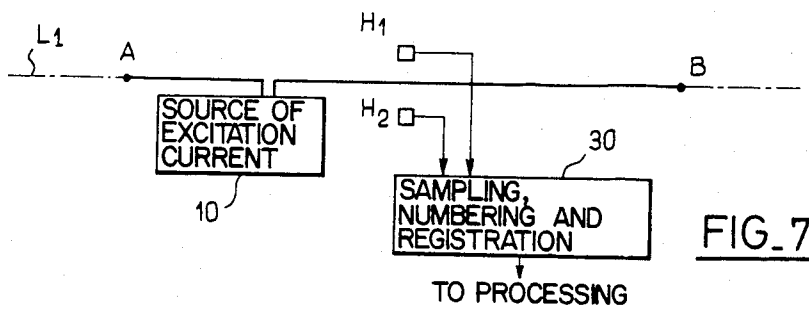 L1
A
H1
B
SOURCE OF
EXCITATION
CURRENT
H2
10
30
SAMPLING,
NUMBERING AND
REGISTRATION
FIG_7
TO PROCESSING